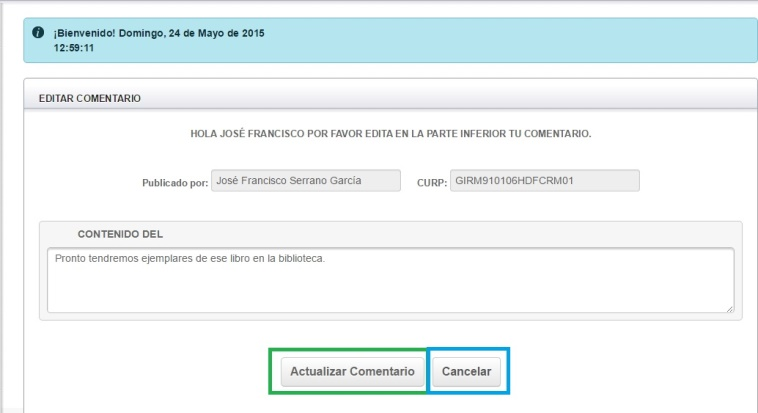 ¡Bienvenido! Domingo, 24 de Mayo de 2015
12:59:11
EDITAR COMENTARIO
HOLA JOSÉ FRANCISCO POR FAVOR EDITA EN LA PARTE INFERIOR TU COMENTARIO.
Publicado por: José Francisco Serrano García CURP: GIRM910106HDFCRM01
CONTENIDO DEL
Pronto tendremos ejemplares de ese libro en la biblioteca.
Actualizar Comentario Cancelar